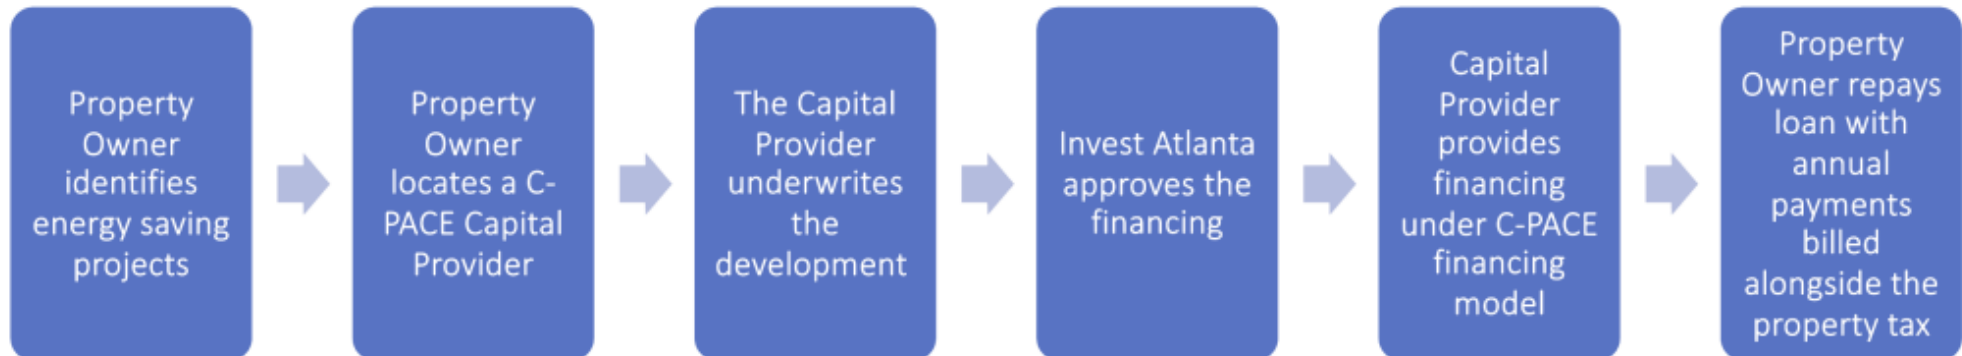 Property
Owner
identifies
energy saving
projects
Property
Owner
locates a C-
PACE Capital
Provider
The Capital
Provider
underwrites
the
development
Invest Atlanta
approves the
financing
Capital
Provider
provides
financing
under C-PACE
financing
model
Property
Owner repays
loan with
annual
payments
billed
alongside the
property tax